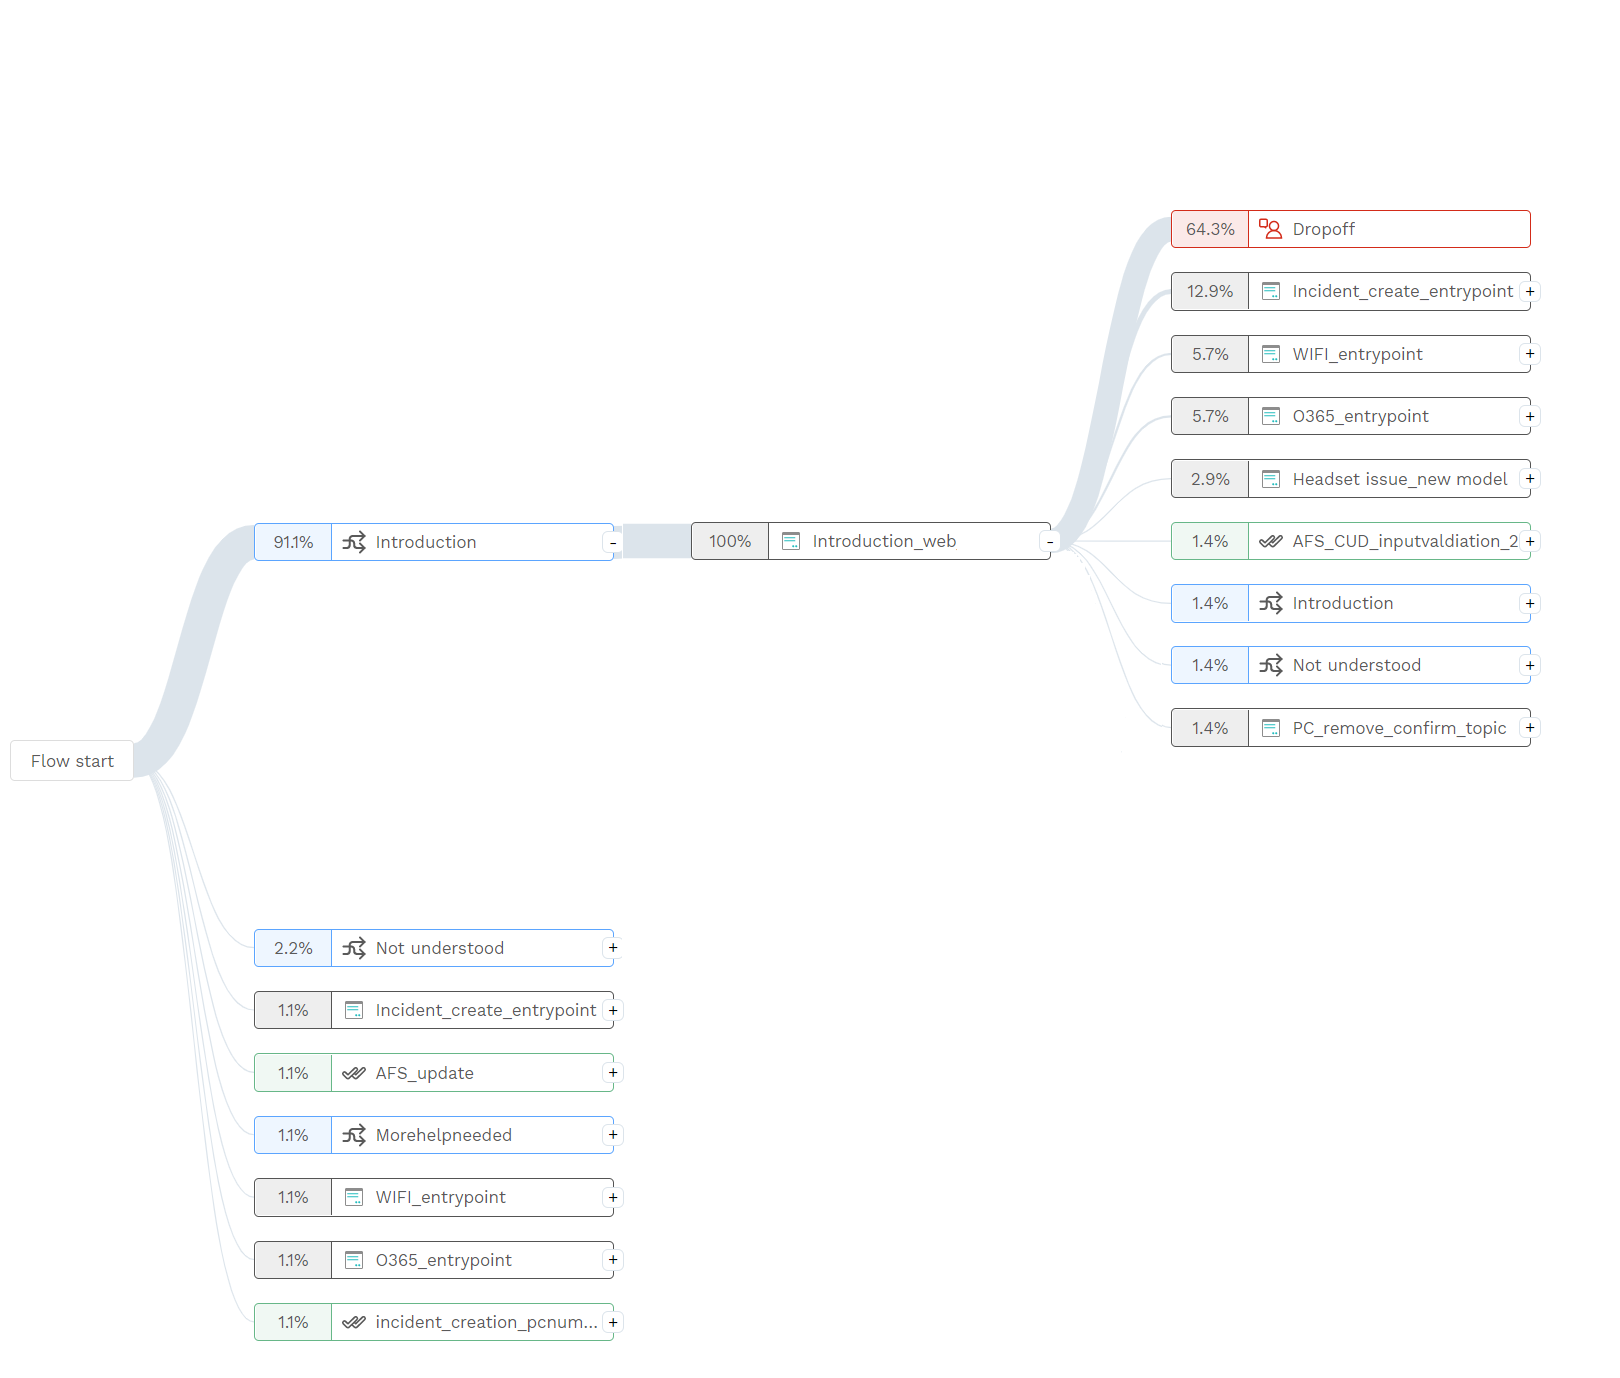 Flow start
91.1% Introduction -
2.2% Not understood +
1.1% Incident_create_entrypoint +
1.1% AFS_update +
1.1% Morehelpneeded +
1.1% WIFI_entrypoint +
1.1% O365_entrypoint +
1.1% incident_creation_pcnum... +
100% Introduction_web -
64.3% Dropoff
12.9% Incident_create_entrypoint +
5.7% WIFI_entrypoint +
5.7% O365_entrypoint +
2.9% Headset issue_new model +
1.4% AFS_CUD_inputvaldiation_2 +
1.4% Introduction +
1.4% Not understood +
1.4% PC_remove_confirm_topic +